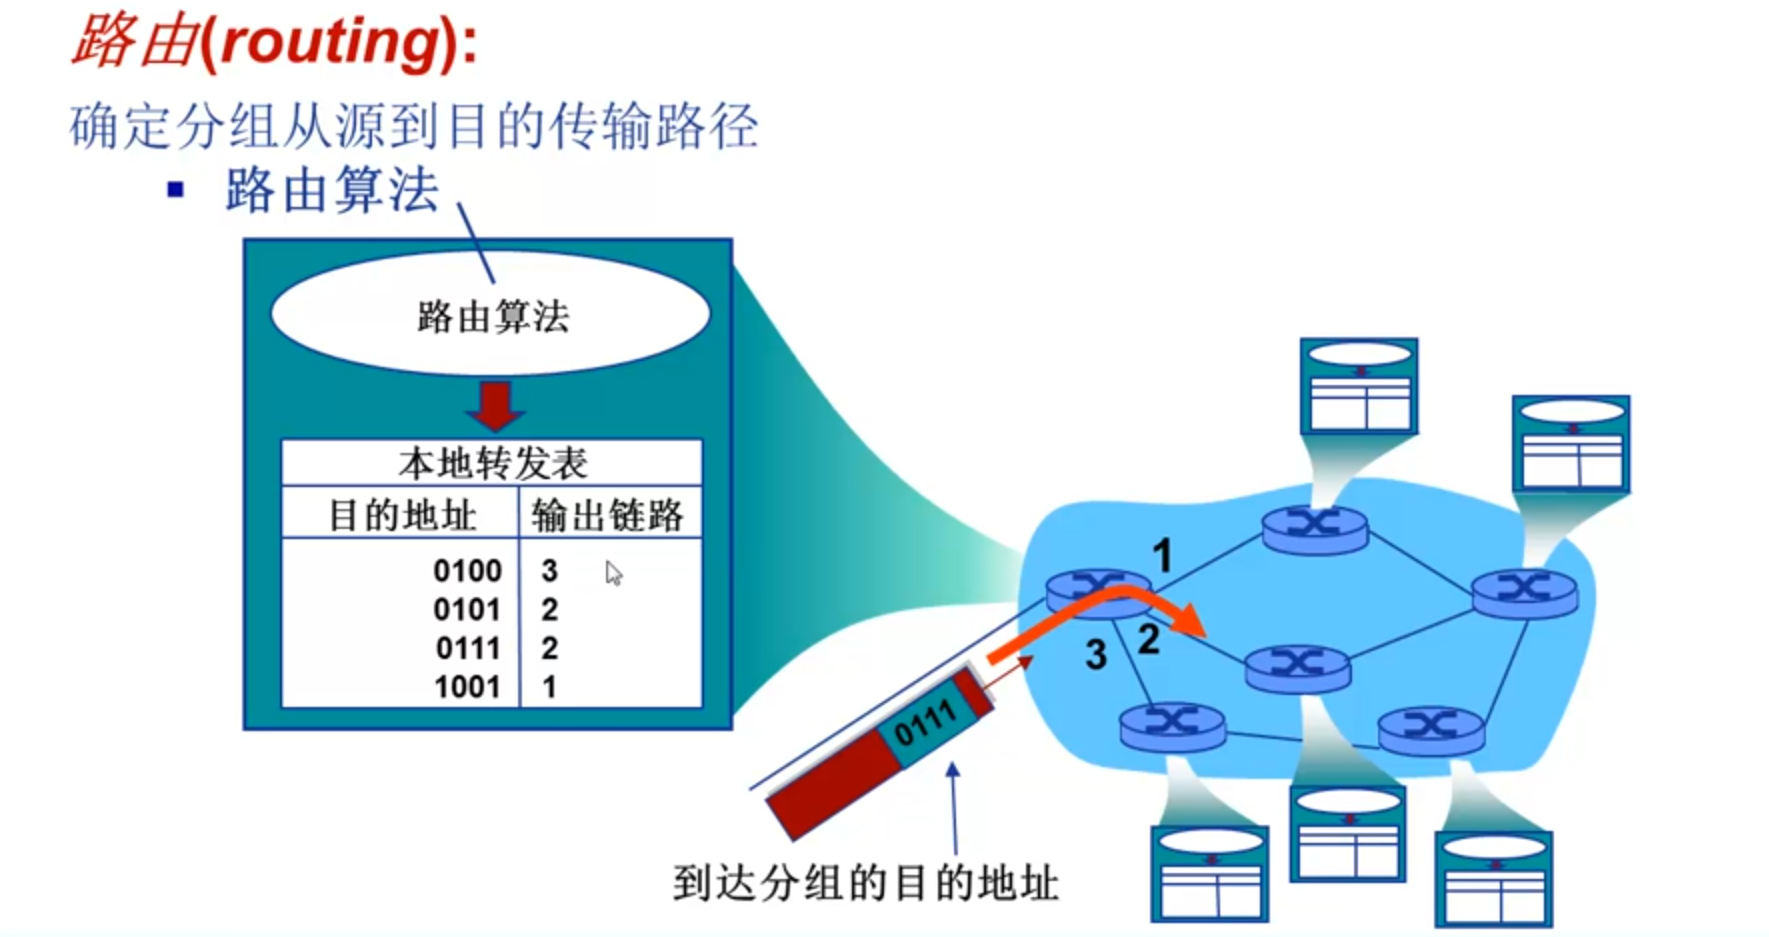 路由(routing):
确定分组从源到目的传输路径
▪ 路由算法
路由算法
本地转发表
目的地址 输出链路
0100 3
0101 2
0111 2
1001 1
1
2
3
0111
到达分组的目的地址